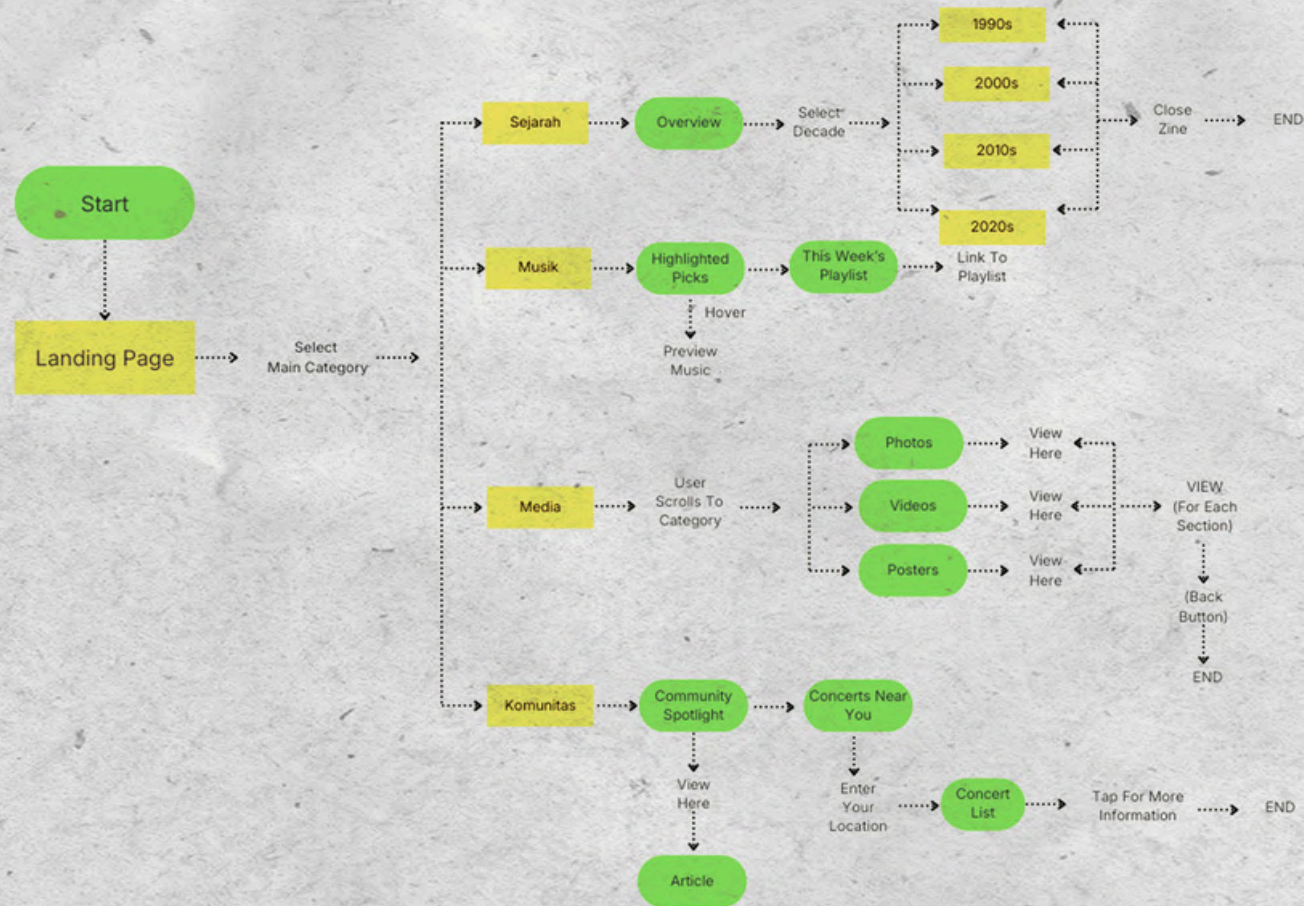 Start
Landing Page
Select
Main Category
Sejarah
Overview
Select
Decade
1990s
2000s
2010s
2020s
Close
Zine
END
Musik
Highlighted
Picks
Hover
Preview
Music
This Week's
Playlist
Link To
Playlist
Media
User
Scrolls To
Category
Photos
View
Here
Videos
View
Here
Posters
View
Here
VIEW
(For Each
Section)
(Back
Button)
END
Komunitas
Community
Spotlight
View
Here
Article
Concerts Near
You
Enter
Your
Location
Concert
List
Tap For More
Information
END